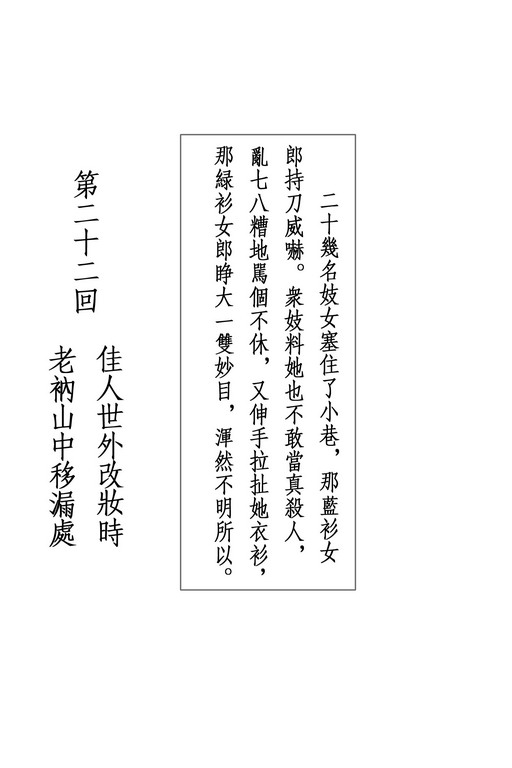 二十幾名妓女塞住了小巷，那藍衫女
郎持刀威嚇。衆妓料她也不敢當真殺人，
亂七八糟地罵個不休，又伸手拉扯她衣衫，
那綠衫女郎睁大一雙妙目，渾然不明所以。
第二十二回
佳人世外改妝時
老衲山中移漏處